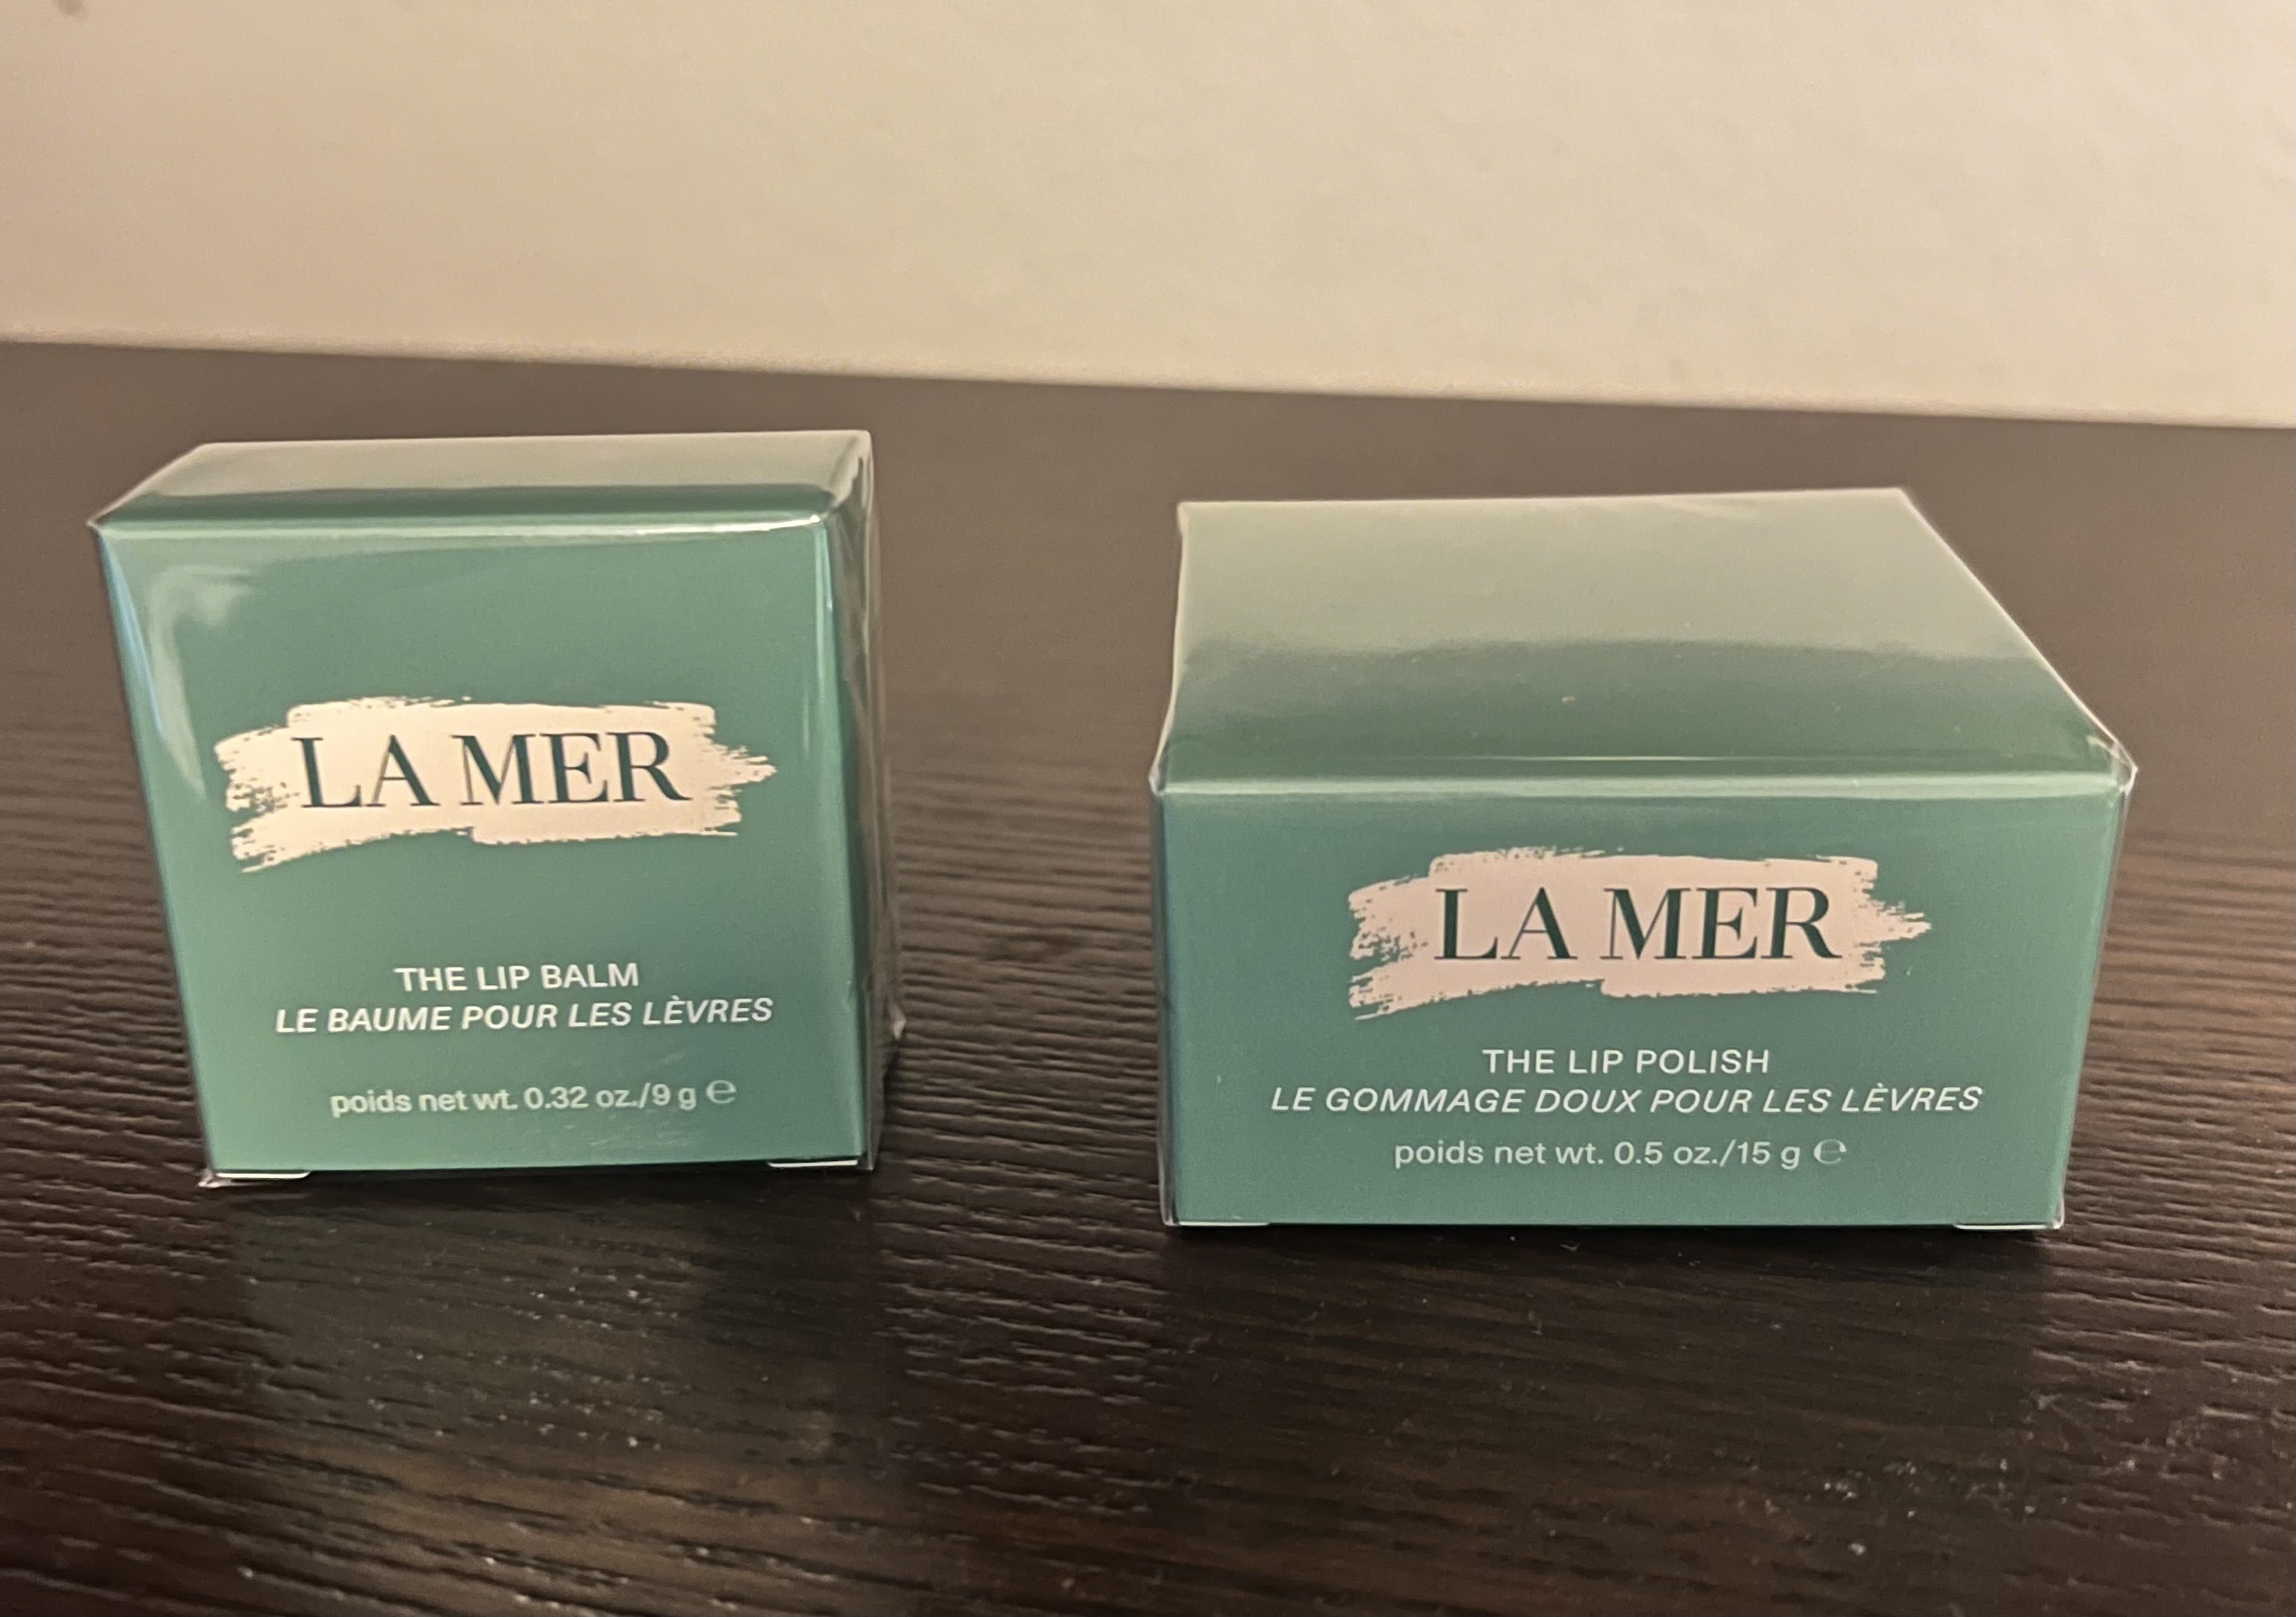 LA MER
THE LIP BALM
LE BAUME POUR LES LÈVRES
poids net wt. 0.32 oz./9 g ℮
LA MER
THE LIP POLISH
LE GOMMAGE DOUX POUR LES LÈVRES
poids net wt. 0.5 oz./15 g ℮